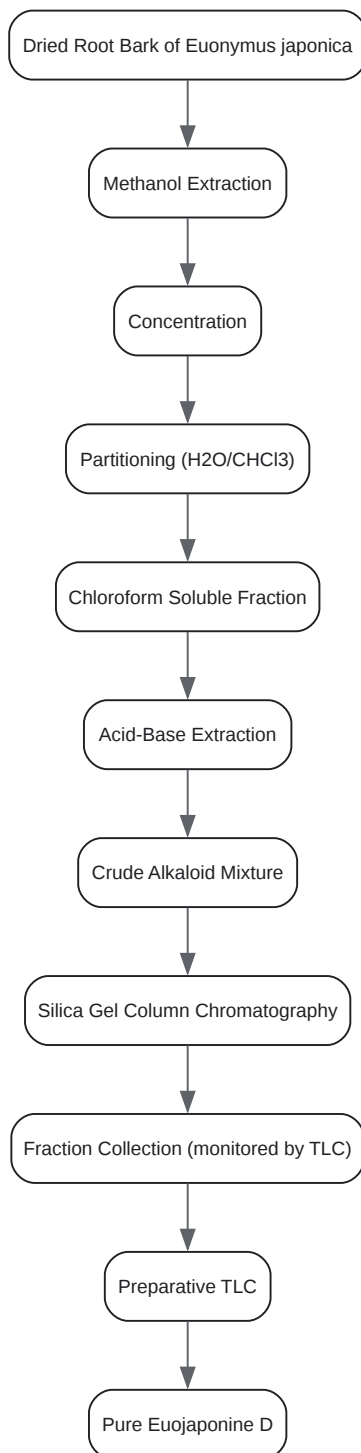 Dried Root Bark of Euonymus japonica
Methanol Extraction
Concentration
Partitioning (H2O/CHCl3)
Chloroform Soluble Fraction
Acid-Base Extraction
Crude Alkaloid Mixture
Silica Gel Column Chromatography
Fraction Collection (monitored by TLC)
Preparative TLC
Pure Euojaponine D